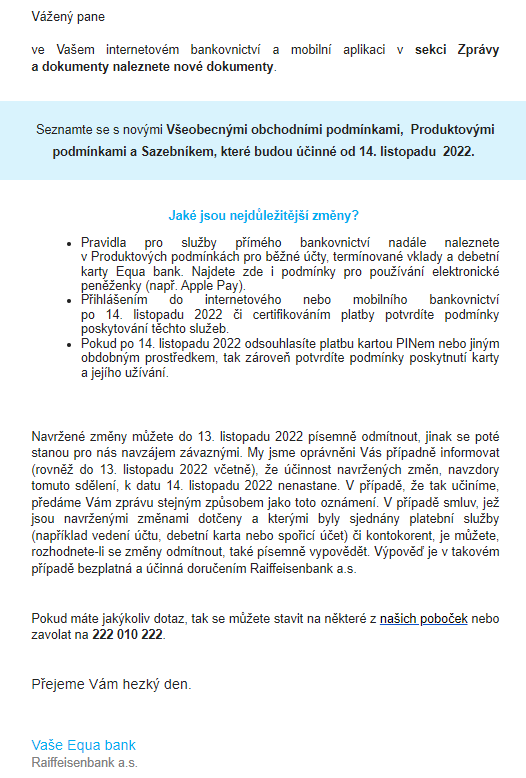 Vážený pane
ve Vašem internetovém bankovnictví a mobilní aplikaci v sekci Zprávy
a dokumenty naleznete nové dokumenty.
Seznamte se s novými Všeobecnými obchodními podmínkami, Produktovými
podmínkami a Sazebníkem, které budou účinné od 14. listopadu 2022.
Jaké jsou nejdůležitější změny?
• Pravidla pro služby přímého bankovnictví nadále naleznete
v Produktových podmínkách pro běžné účty, termínované vklady a debetní
karty Equa bank. Najdete zde i podmínky pro používání elektronické
peněženky (např. Apple Pay).
• Přihlášením do internetového nebo mobilního bankovnictví
po 14. listopadu 2022 či certifikováním platby potvrdíte podmínky
poskytování těchto služeb.
• Pokud po 14. listopadu 2022 odsouhlasíte platbu kartou PINem nebo jiným
obdobným prostředkem, tak zároveň potvrdíte podmínky poskytnutí karty
a jejího užívání.
Navržené změny můžete do 13. listopadu 2022 písemně odmítnout, jinak se poté
stanou pro nás navzájem závaznými. My jsme oprávněni Vás případně informovat
(rovněž do 13. listopadu 2022 včetně), že účinnost navržených změn, navzdory
tomuto sdělení, k datu 14. listopadu 2022 nenastane. V případě, že tak učiníme,
předáme Vám zprávu stejným způsobem jako toto oznámení. V případě smluv, jež
jsou navrženými změnami dotčeny a kterými byly sjednány platební služby
(například vedení účtu, debetní karta nebo spořicí účet) či kontokorent, je můžete,
rozhodnete-li se změny odmítnout, také písemně vypovědět. Výpověď je v takovém
případě bezplatná a účinná doručením Raiffeisenbank a.s.
Pokud máte jakýkoliv dotaz, tak se můžete stavit na některé z našich poboček nebo
zavolat na 222 010 222.
Přejeme Vám hezký den.
Vaše Equa bank
Raiffeisenbank a.s.